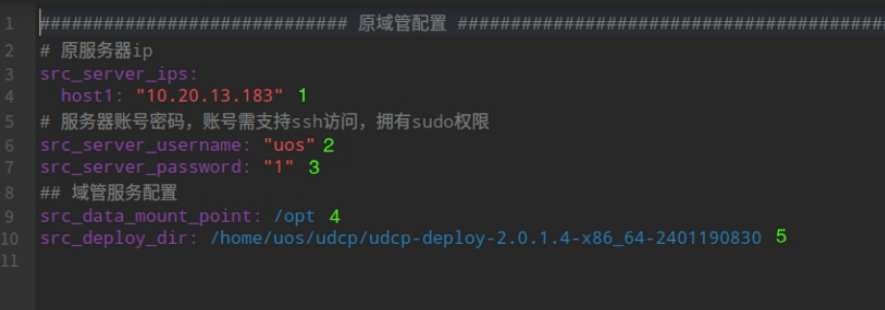 1 ############################# 原域管配置 ########################################
2 # 原服务器ip
3 src_server_ips:
4   host1: "10.20.13.183" 1
5 # 服务器账号密码，账号需支持ssh访问，拥有sudo权限
6 src_server_username: "uos" 2
7 src_server_password: "1" 3
8 ## 域管服务配置
9 src_data_mount_point: /opt 4
10 src_deploy_dir: /home/uos/udcp/udcp-deploy-2.0.1.4-x86_64-2401190830 5
11